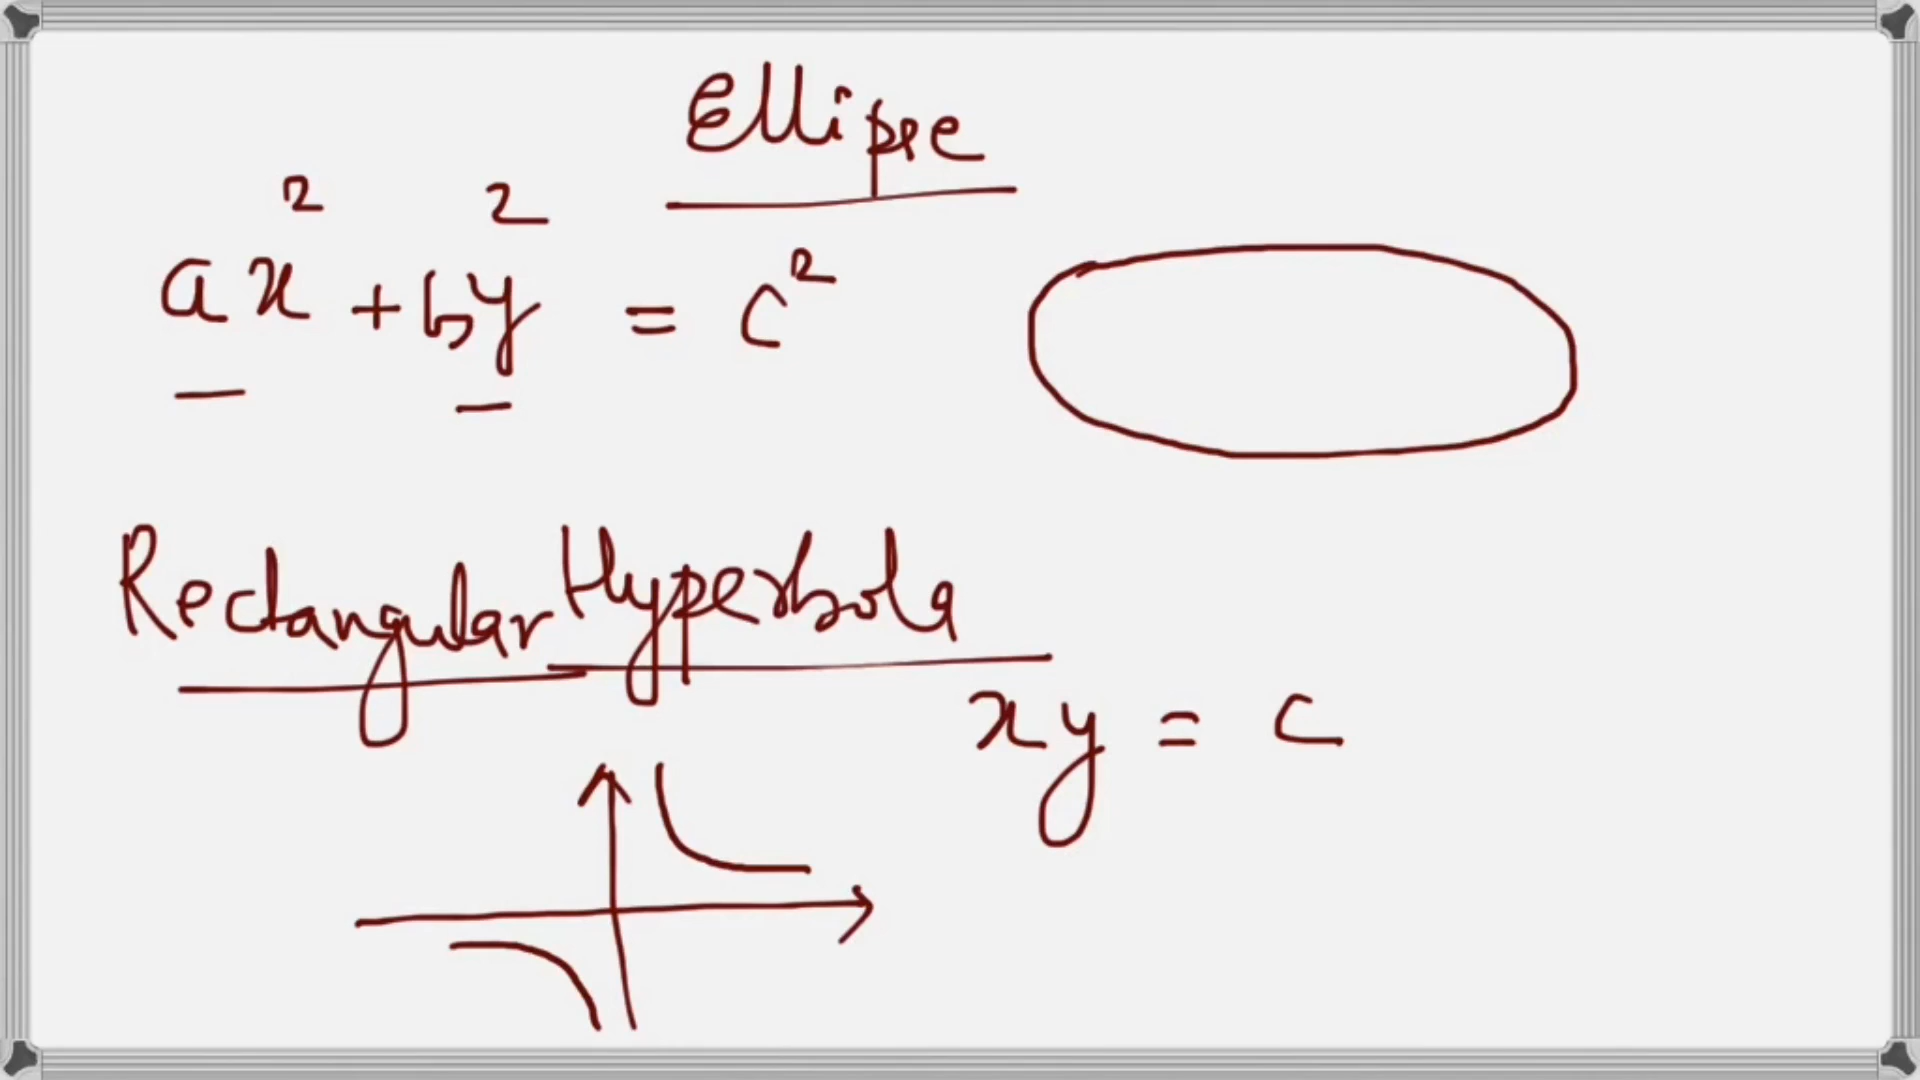 Ellipse
ax² + by² = c²
Rectangular Hyperbola
xy = c